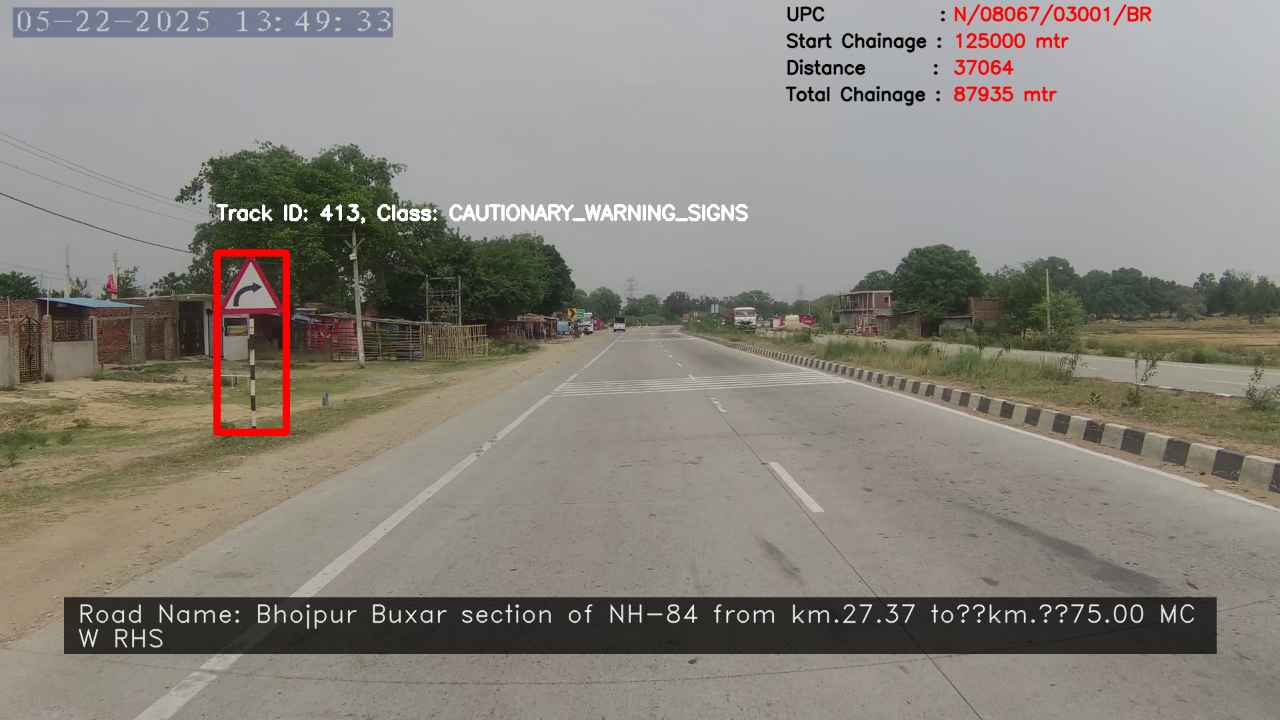 05-22-2025 13:49:33
UPC : N/08067/03001/BR
Start Chainage : 125000 mtr
Distance : 37064
Total Chainage : 87935 mtr
Track ID: 413, Class: CAUTIONARY_WARNING_SIGNS
Road Name: Bhojpur Buxar section of NH-84 from km.27.37 to??km.??75.00 MC
W RHS